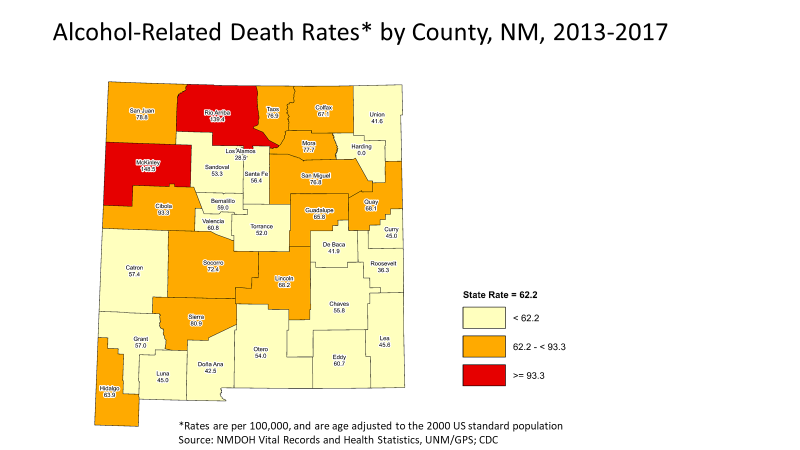 Alcohol-Related Death Rates* by County, NM, 2013-2017
San Juan
78.8
Rio Arriba
139.4
Taos
76.9
Colfax
67.1
Union
41.6
Mora
77.7
Harding
0.0
Los Alamos
28.5
McKinley
148.5
Sandoval
53.3
Santa Fe
56.4
San Miguel
76.8
Cibola
93.3
Bernalillo
59.0
Guadalupe
65.8
Quay
68.1
Valencia
60.8
Torrance
52.0
Curry
45.0
De Baca
41.9
Catron
57.4
Socorro
72.4
Lincoln
68.2
Roosevelt
36.3
Chaves
55.8
Sierra
80.9
Grant
57.0
Otero
54.0
Lea
45.6
Luna
45.0
Doña Ana
42.5
Eddy
60.7
Hidalgo
63.9
State Rate = 62.2
< 62.2
62.2 - < 93.3
>= 93.3
*Rates are per 100,000, and are age adjusted to the 2000 US standard population
Source: NMDOH Vital Records and Health Statistics, UNM/GPS; CDC